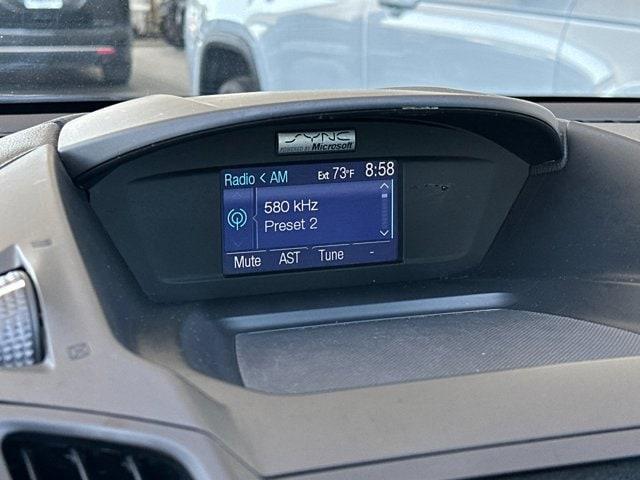 SYNC
POWERED BY Microsoft
Radio < AM Ext 73°F 8:58
580 kHz
Preset 2
Mute AST Tune -